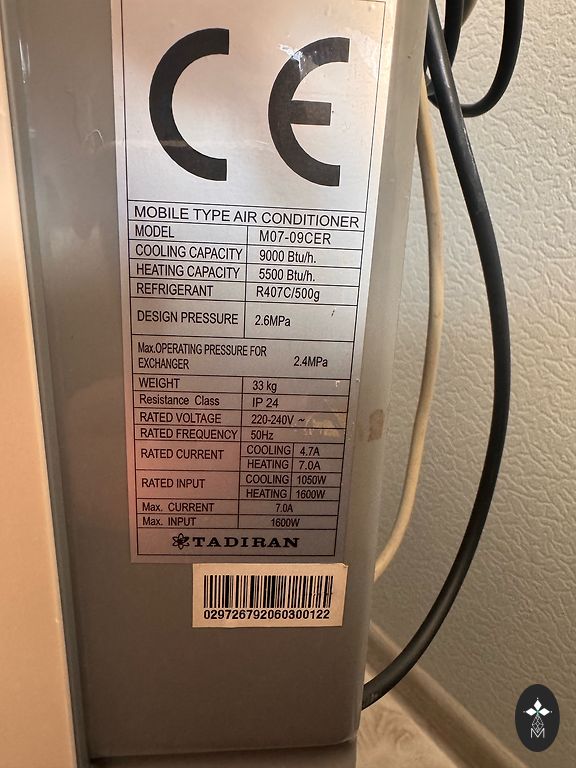 CE
MOBILE TYPE AIR CONDITIONER
MODEL M07-09CER
COOLING CAPACITY 9000 Btu/h.
HEATING CAPACITY 5500 Btu/h.
REFRIGERANT R407C/500g
DESIGN PRESSURE 2.6MPa
Max.OPERATING PRESSURE FOR
EXCHANGER 2.4MPa
WEIGHT 33 kg
Resistance Class IP 24
RATED VOLTAGE 220-240V ~
RATED FREQUENCY 50Hz
RATED CURRENT COOLING 4.7A
HEATING 7.0A
RATED INPUT COOLING 1050W
HEATING 1600W
Max. CURRENT 7.0A
Max. INPUT 1600W
TADIRAN
029726792060300122
M